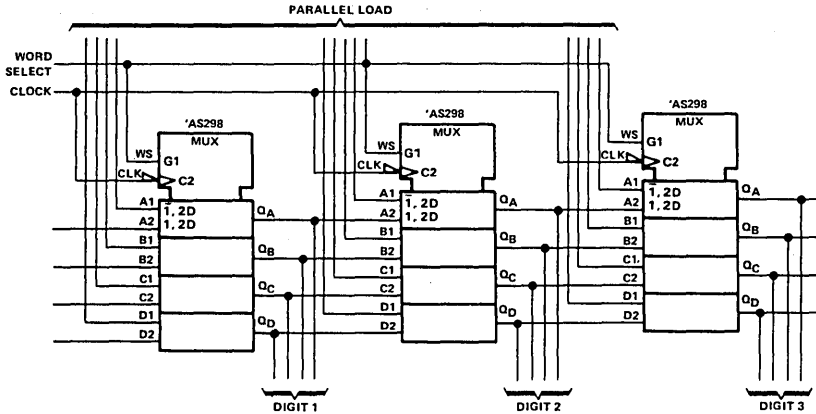 PARALLEL LOAD
WORD
SELECT
CLOCK
'AS298
MUX
WS
G1
CLK
C2
A1
1̅, 2D
A2
1, 2D
B1
B2
C1
C2
D1
D2
QA
QB
QC
QD
DIGIT 1
'AS298
MUX
WS
G1
CLK
C2
A1
1̅, 2D
A2
1, 2D
B1
B2
C1
C2
D1
D2
QA
QB
QC
QD
DIGIT 2
'AS298
MUX
WS
G1
CLK
C2
A1
1̅, 2D
A2
1, 2D
B1
B2
C1
C2
D1
D2
QA
QB
QC
QD
DIGIT 3